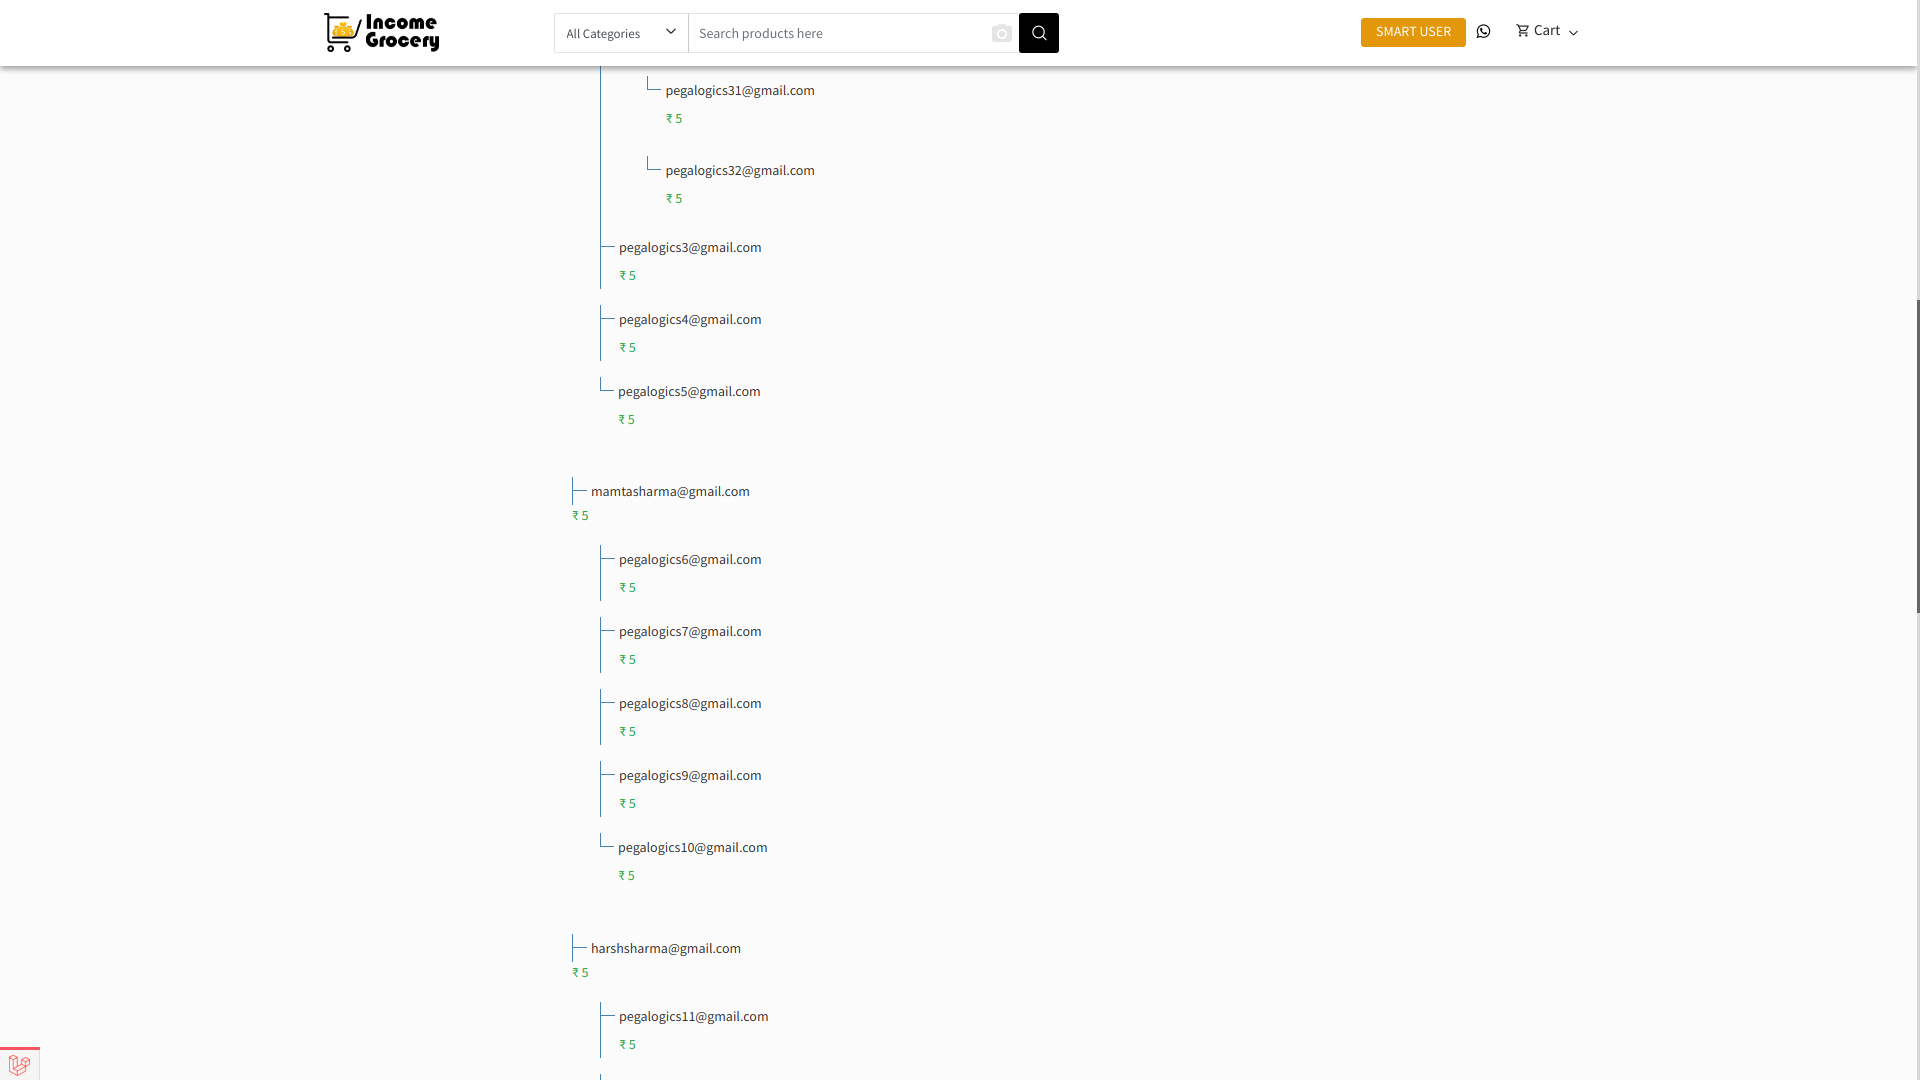 Income
Grocery
All Categories
Search products here
SMART USER
Cart
pegalogics31@gmail.com
₹ 5
pegalogics32@gmail.com
₹ 5
pegalogics3@gmail.com
₹ 5
pegalogics4@gmail.com
₹ 5
pegalogics5@gmail.com
₹ 5
mamtasharma@gmail.com
₹ 5
pegalogics6@gmail.com
₹ 5
pegalogics7@gmail.com
₹ 5
pegalogics8@gmail.com
₹ 5
pegalogics9@gmail.com
₹ 5
pegalogics10@gmail.com
₹ 5
harshsharma@gmail.com
₹ 5
pegalogics11@gmail.com
₹ 5